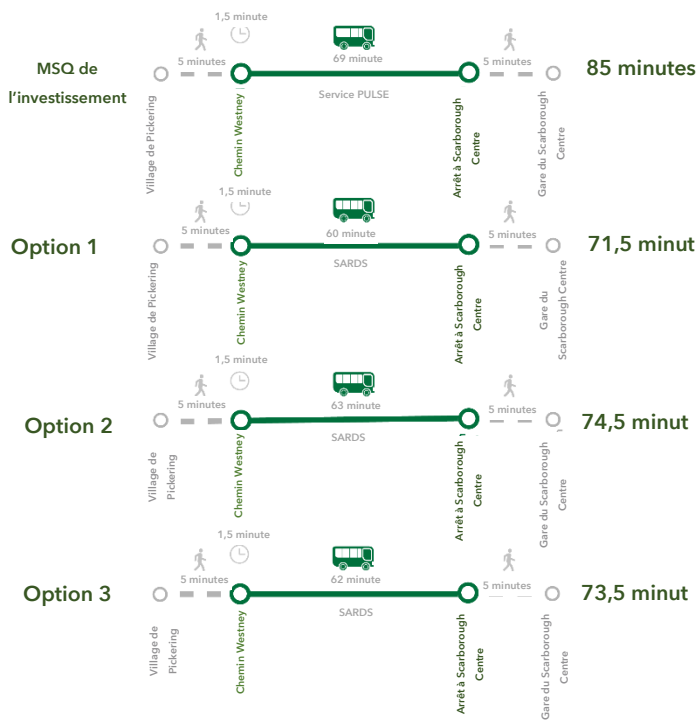 1,5 minute
5 minutes
69 minute
5 minutes
MSQ de
l'investissement
85 minutes
Service PULSE
Village de Pickering
Chemin Westney
Arrêt à Scarborough
Centre
Gare du Scarborough
Centre
1,5 minute
5 minutes
60 minute
5 minutes
Option 1
71,5 minut
SARDS
Village de Pickering
Chemin Westney
Arrêt à Scarborough
Centre
Gare du
Scarborough Centre
1,5 minute
5 minutes
63 minute
5 minutes
Option 2
74,5 minut
SARDS
Village de
Pickering
Chemin Westney
Arrêt à Scarborough
Centre
Gare du Scarborough
Centre
1,5 minute
5 minutes
62 minute
5 minutes
Option 3
73,5 minut
SARDS
Village de
Pickering
Chemin Westney
Arrêt à Scarborough
Centre
Gare du Scarborough
Centre